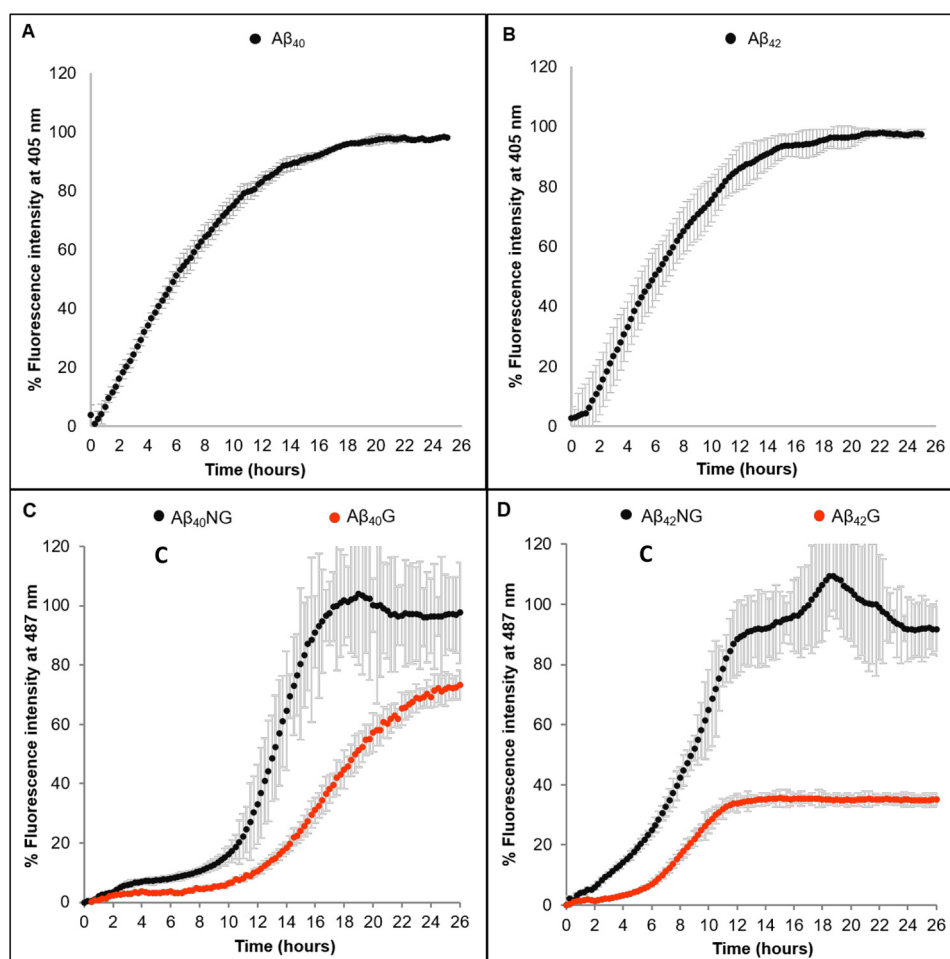 A
Aβ₄₀
% Fluorescence intensity at 405 nm
120
100
80
60
40
20
0
0 2 4 6 8 10 12 14 16 18 20 22 24 26
Time (hours)
B
Aβ₄₂
% Fluorescence intensity at 405 nm
120
100
80
60
40
20
0
0 2 4 6 8 10 12 14 16 18 20 22 24 26
Time (hours)
C
Aβ₄₀NG Aβ₄₀G
C
% Fluorescence intensity at 487 nm
120
100
80
60
40
20
0
0 2 4 6 8 10 12 14 16 18 20 22 24 26
Time (hours)
D
Aβ₄₂NG Aβ₄₂G
C
% Fluorescence intensity at 487 nm
120
100
80
60
40
20
0
0 2 4 6 8 10 12 14 16 18 20 22 24 26
Time (hours)